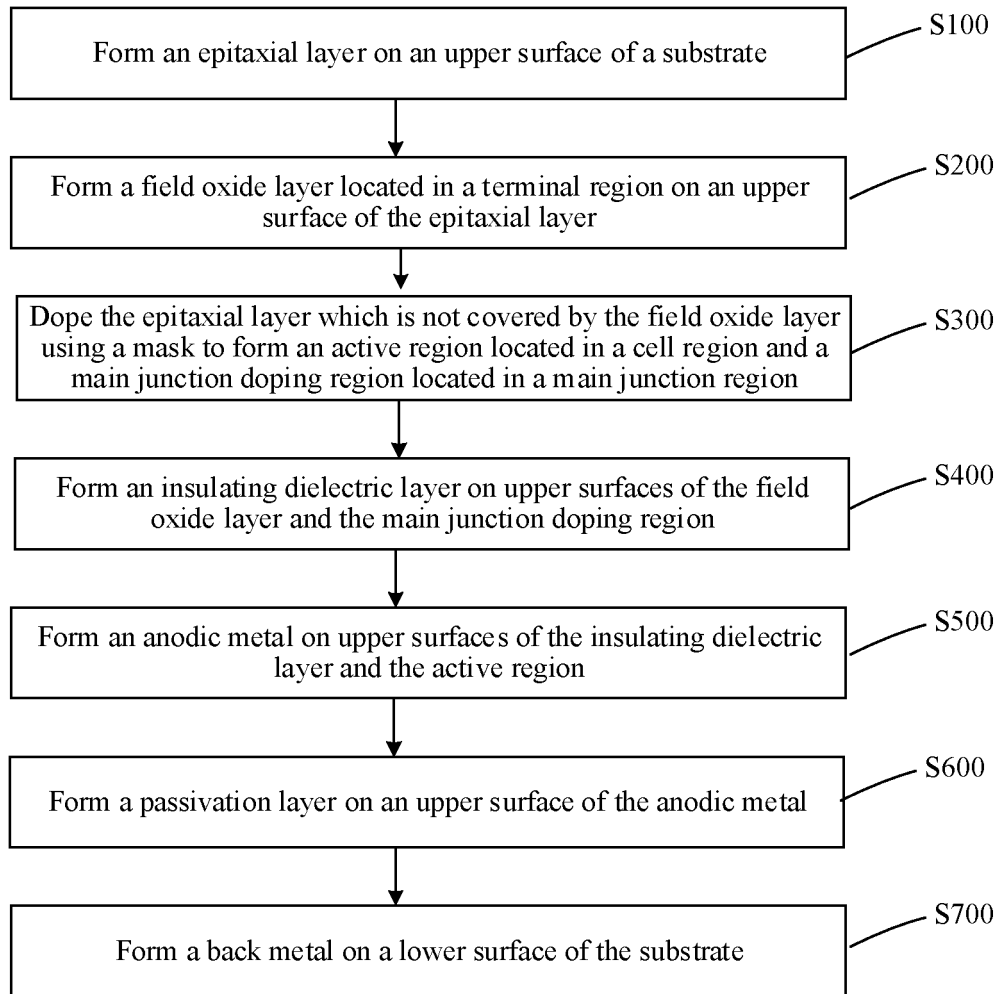 S100
Form an epitaxial layer on an upper surface of a substrate
S200
Form a field oxide layer located in a terminal region on an upper
surface of the epitaxial layer
S300
Dope the epitaxial layer which is not covered by the field oxide layer
using a mask to form an active region located in a cell region and a
main junction doping region located in a main junction region
S400
Form an insulating dielectric layer on upper surfaces of the field
oxide layer and the main junction doping region
S500
Form an anodic metal on upper surfaces of the insulating dielectric
layer and the active region
S600
Form a passivation layer on an upper surface of the anodic metal
S700
Form a back metal on a lower surface of the substrate